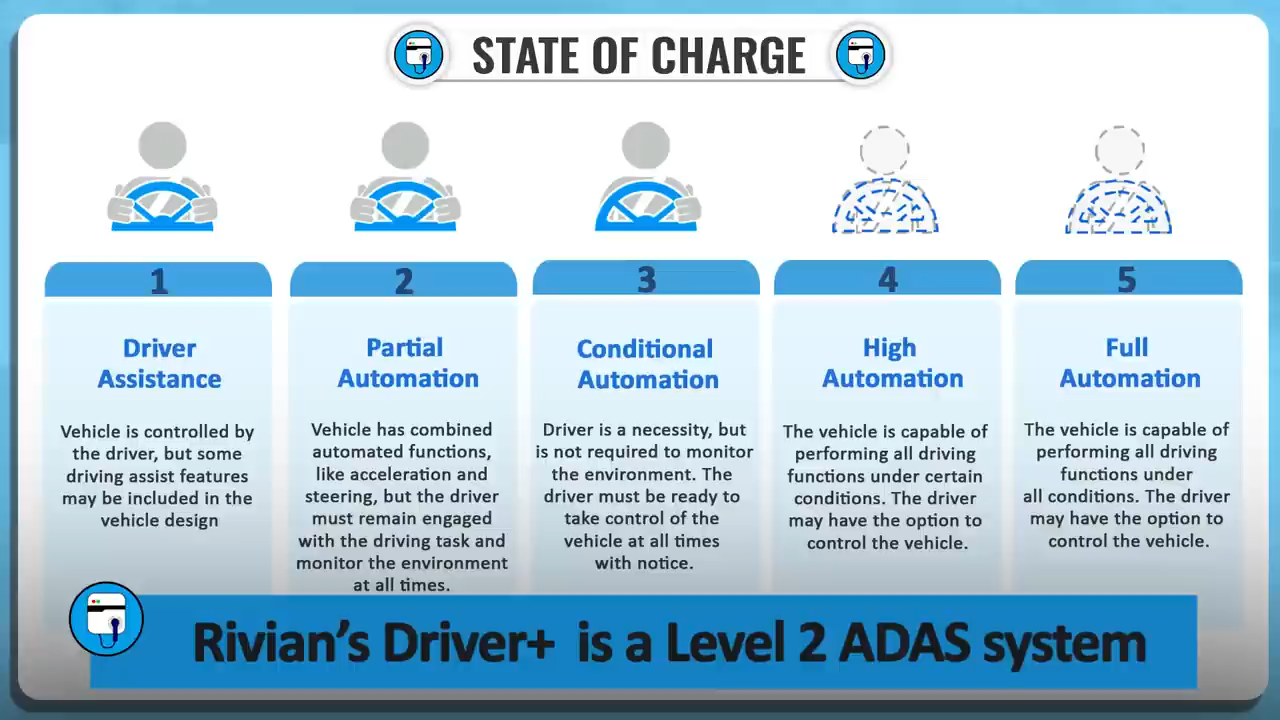 STATE OF CHARGE
1
Driver
Assistance
Vehicle is controlled by
the driver, but some
driving assist features
may be included in the
vehicle design
2
Partial
Automation
Vehicle has combined
automated functions,
like acceleration and
steering, but the driver
must remain engaged
with the driving task and
monitor the environment
at all times.
3
Conditional
Automation
Driver is a necessity, but
is not required to monitor
the environment. The
driver must be ready to
take control of the
vehicle at all times
with notice.
4
High
Automation
The vehicle is capable of
performing all driving
functions under certain
conditions. The driver
may have the option to
control the vehicle.
5
Full
Automation
The vehicle is capable of
performing all driving
functions under
all conditions. The driver
may have the option to
control the vehicle.
Rivian’s Driver+ is a Level 2 ADAS system